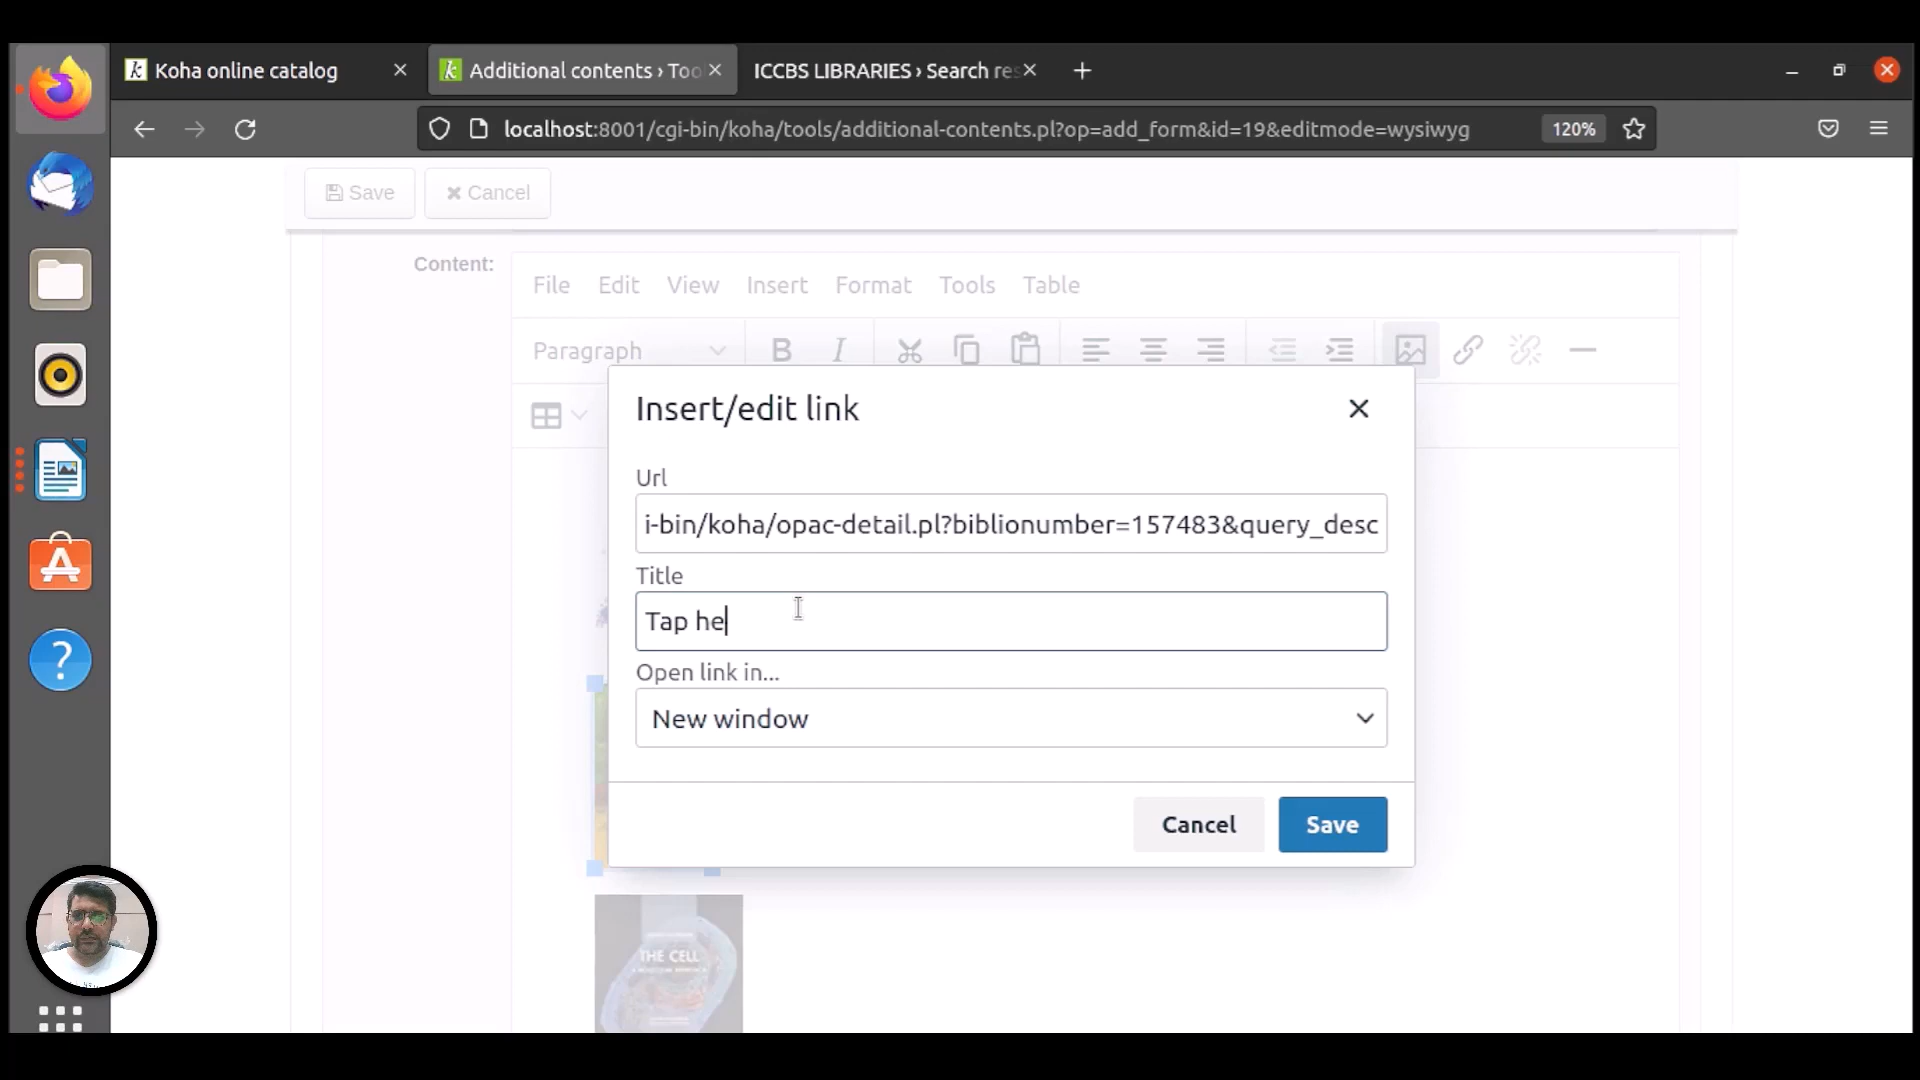 Koha online catalog
Additional contents › Too
ICCBS LIBRARIES › Search res
localhost:8001/cgi-bin/koha/tools/additional-contents.pl?op=add_form&id=19&editmode=wysiwyg
120%
Save
Cancel
Content:
File Edit View Insert Format Tools Table
Paragraph
B I
Insert/edit link
Url
i-bin/koha/opac-detail.pl?biblionumber=157483&query_desc
Title
Tap he
Open link in...
New window
Cancel
Save
THE CELL